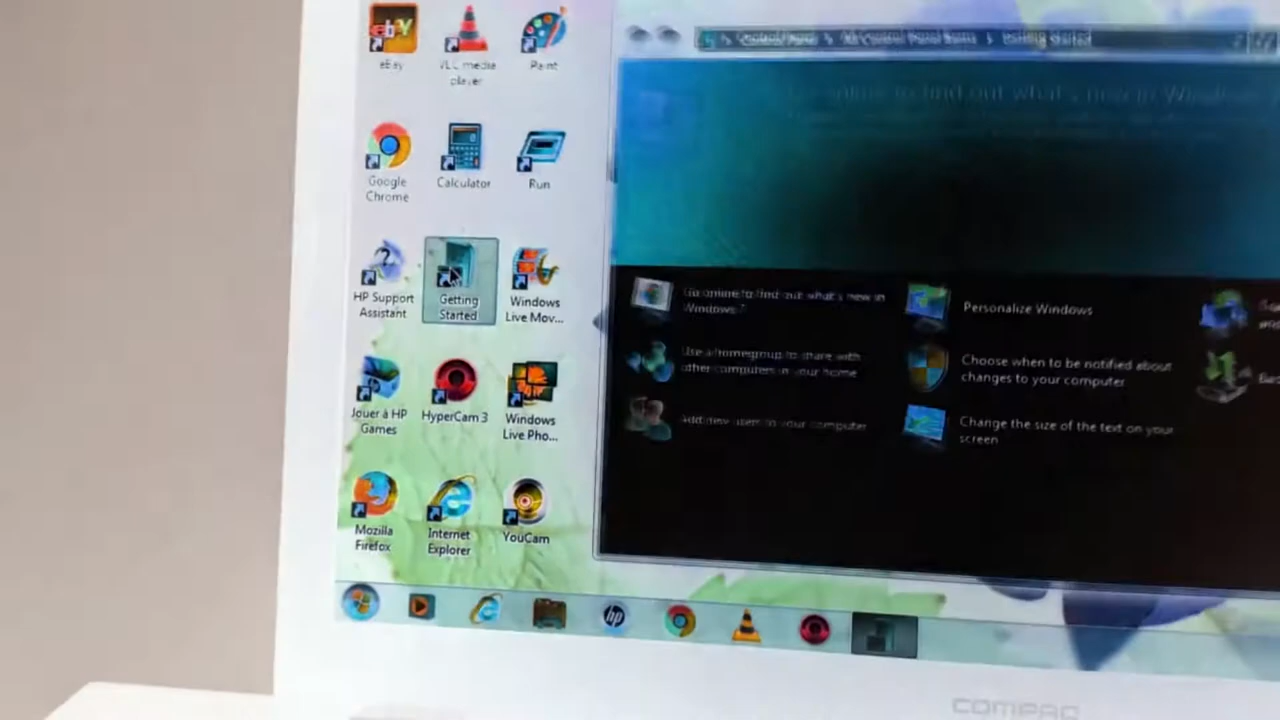 eBay
VLC media
player
Paint
Google
Chrome
Calculator
Run
HP Support
Assistant
Getting
Started
Windows
Live Mov...
Jouer à HP
Games
HyperCam 3
Windows
Live Pho...
Mozilla
Firefox
Internet
Explorer
YouCam
Control Panel
All Control Panel Items
Getting Started
online to find out what's new in Windows
Go online to find out what's new in
Windows 7
Use a homegroup to share with
other computers in your home
Add new users to your computer
Personalize Windows
Choose when to be notified about
changes to your computer
Change the size of the text on your
screen
hp
COMPAQ